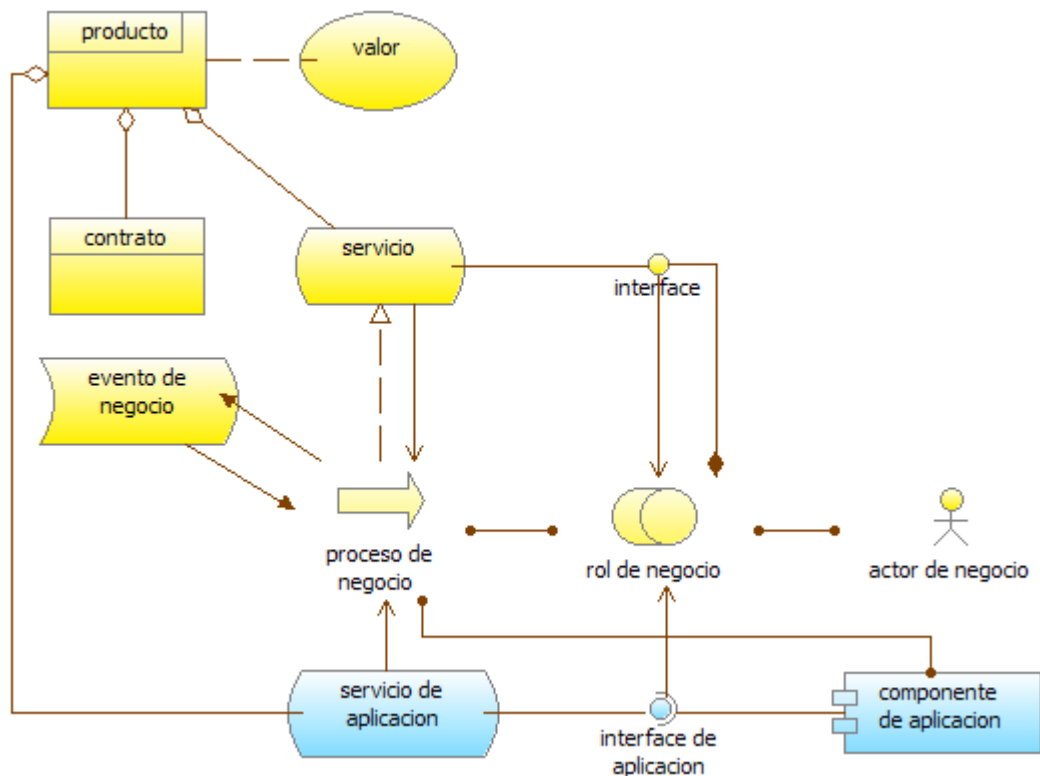 producto
valor
contrato
servicio
interface
evento de
negocio
proceso de
negocio
rol de negocio
actor de negocio
servicio de
aplicacion
interface de
aplicacion
componente
de aplicacion